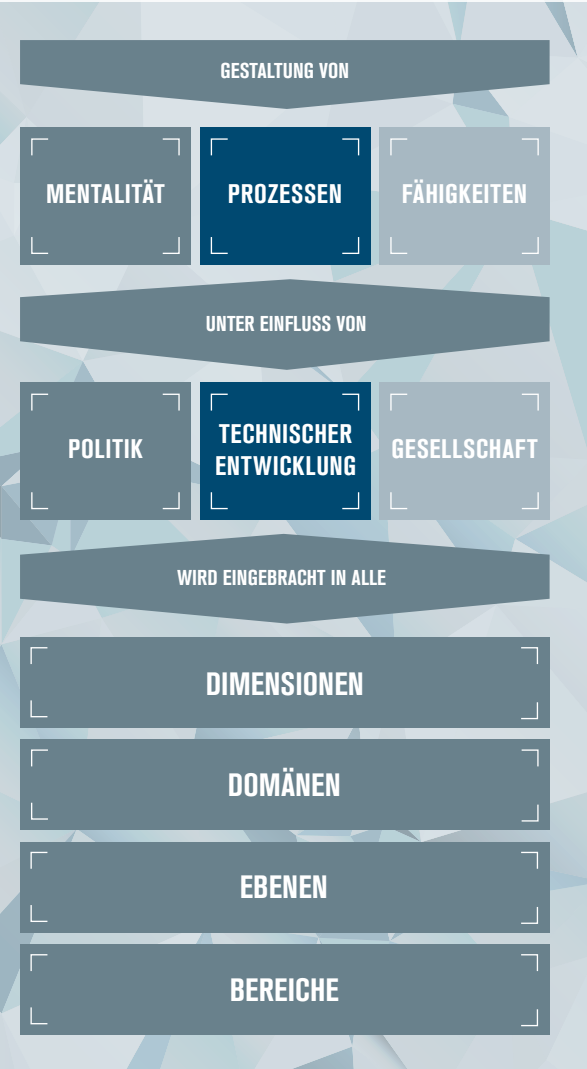 GESTALTUNG VON
MENTALITÄT
PROZESSEN
FÄHIGKEITEN
UNTER EINFLUSS VON
POLITIK
TECHNISCHER
ENTWICKLUNG
GESELLSCHAFT
WIRD EINGEBRACHT IN ALLE
DIMENSIONEN
DOMÄNEN
EBENEN
BEREICHE